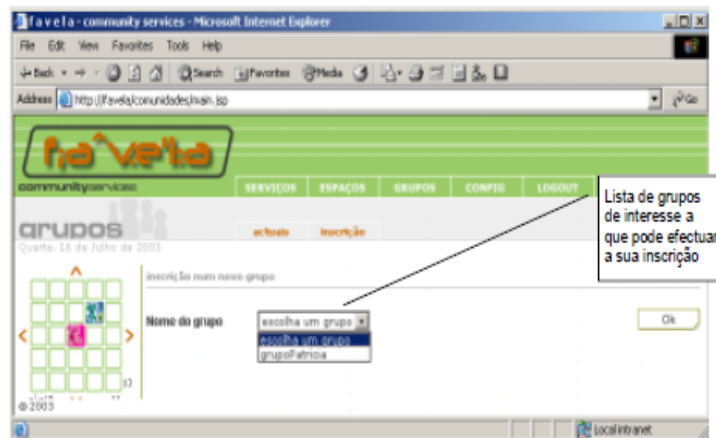 f a v e l a - community services - Microsoft Internet Explorer
File Edit View Favorites Tools Help
Back Search Favorites Media
Address http://favela/comunidades/main.jsp Go
communityservices
SERVIÇOS ESPAÇOS GRUPOS CONFIG LOGOUT
Lista de grupos
de interesse a
que pode efectuar
a sua inscrição
grupos
actuais inscrição
Quarta, 16 de Julho de 2003
inscrição num novo grupo
Nome do grupo escolha um grupo Ok
escolha um grupo
grupoPatricia
13
© 2003
Local intranet